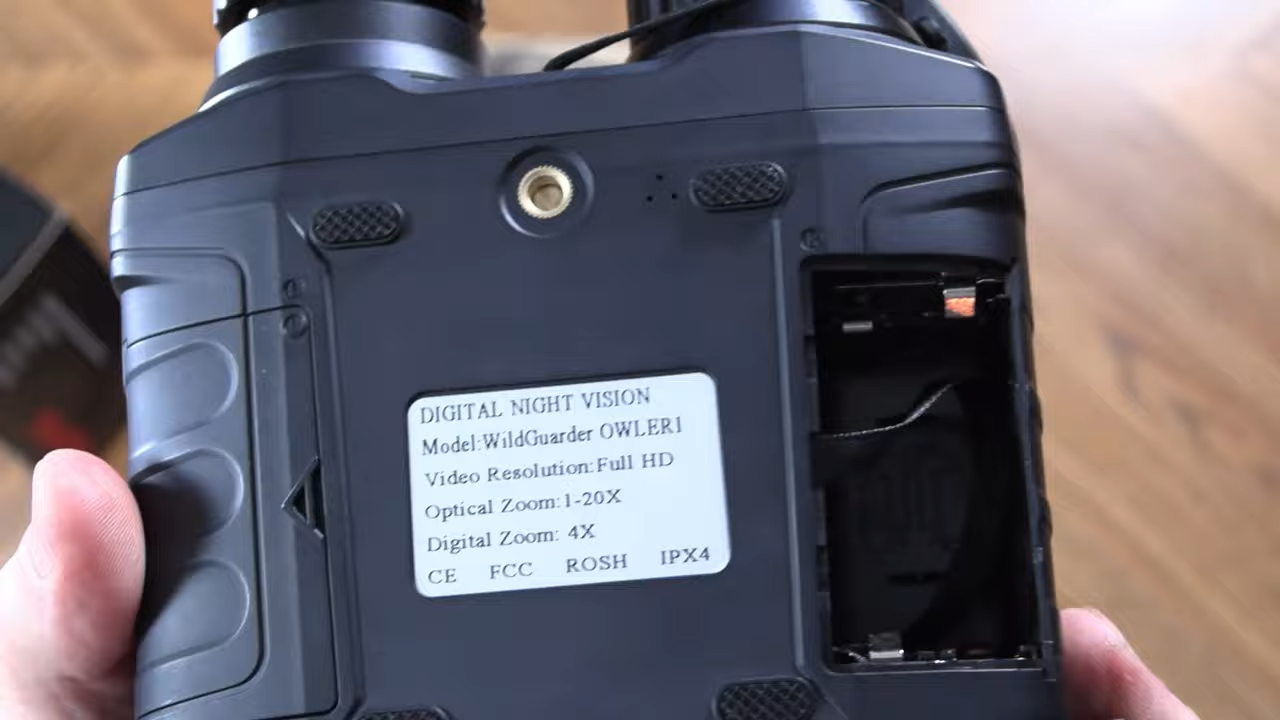 DIGITAL NIGHT VISION
Model:WildGuarder OWLER1
Video Resolution:Full HD
Optical Zoom:1-20X
Digital Zoom: 4X
CE FCC ROSH IPX4